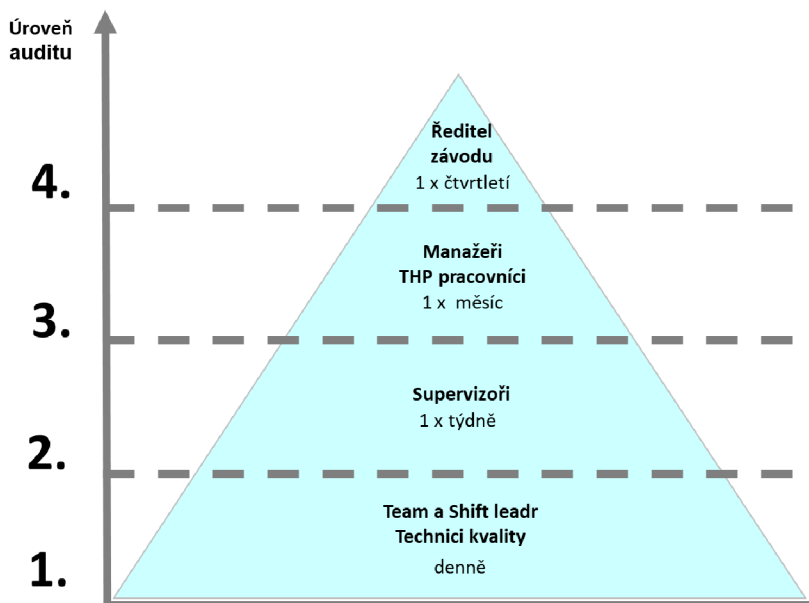 Úroveň
auditu
4.
Ředitel
závodu
1 x čtvrtletí
3.
Manažeři
THP pracovníci
1 x  měsíc
2.
Supervizoři
1 x týdně
1.
Team a Shift leadr
Technici kvality
denně